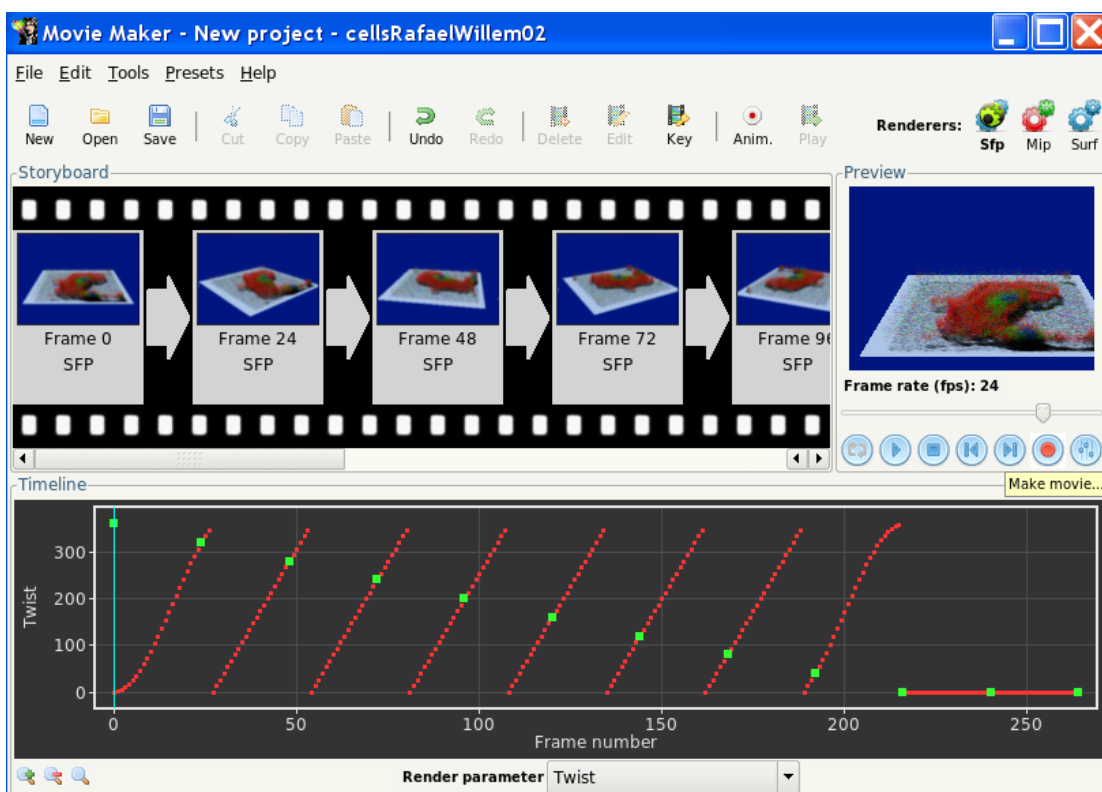 Movie Maker - New project - cellsRafaelWillem02
File Edit Tools Presets Help
New Open Save Cut Copy Paste Undo Redo Delete Edit Key Anim. Play Renderers: Sfp Mip Surf
Storyboard
Preview
Frame 0 Frame 24 Frame 48 Frame 72 Frame 96
SFP SFP SFP SFP SFP
Frame rate (fps): 24
Make movie...
Timeline
300
200
100
0
Twist
0 50 100 150 200 250
Frame number
Render parameter Twist